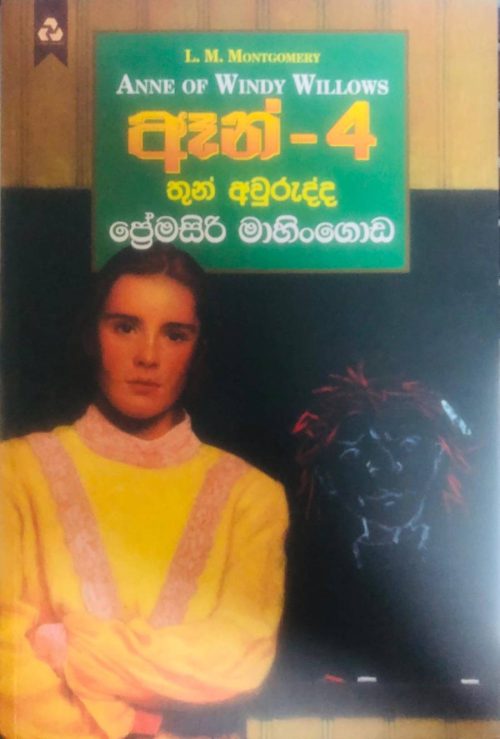 L. M. MONTGOMERY
ANNE OF WINDY WILLOWS
ඈන් - 4
තුන් අවුරුද්ද
ප්‍රේමසිරි මාහිංගොඩ